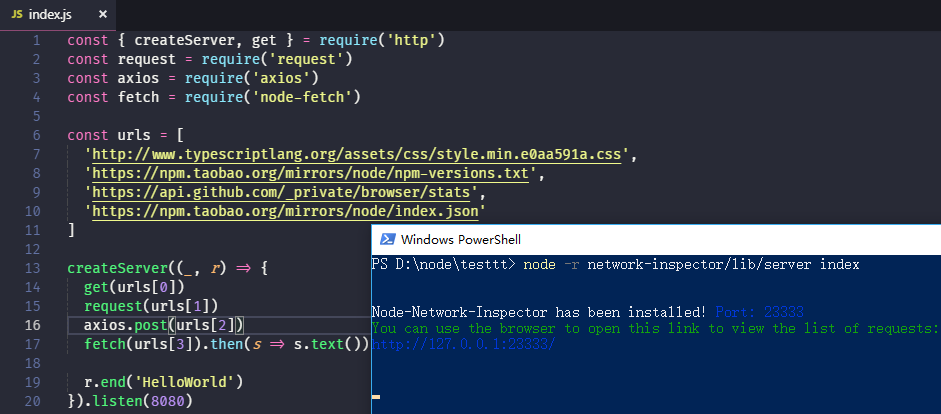 JS index.js ×
1 const { createServer, get } = require('http')
2 const request = require('request')
3 const axios = require('axios')
4 const fetch = require('node-fetch')
5
6 const urls = [
7 'http://www.typescriptlang.org/assets/css/style.min.e0aa591a.css',
8 'https://npm.taobao.org/mirrors/node/npm-versions.txt',
9 'https://api.github.com/_private/browser/stats',
10 'https://npm.taobao.org/mirrors/node/index.json'
11 ]
12
13 createServer((_, r) => {
14 get(urls[0])
15 request(urls[1])
16 axios.post(urls[2])
17 fetch(urls[3]).then(s => s.text())
18
19 r.end('HelloWorld')
20 }).listen(8080)
Windows PowerShell
PS D:\node\testtt> node -r network-inspector/lib/server index
Node-Network-Inspector has been installed! Port: 23333
You can use the browser to open this link to view the list of requests:
http://127.0.0.1:23333/